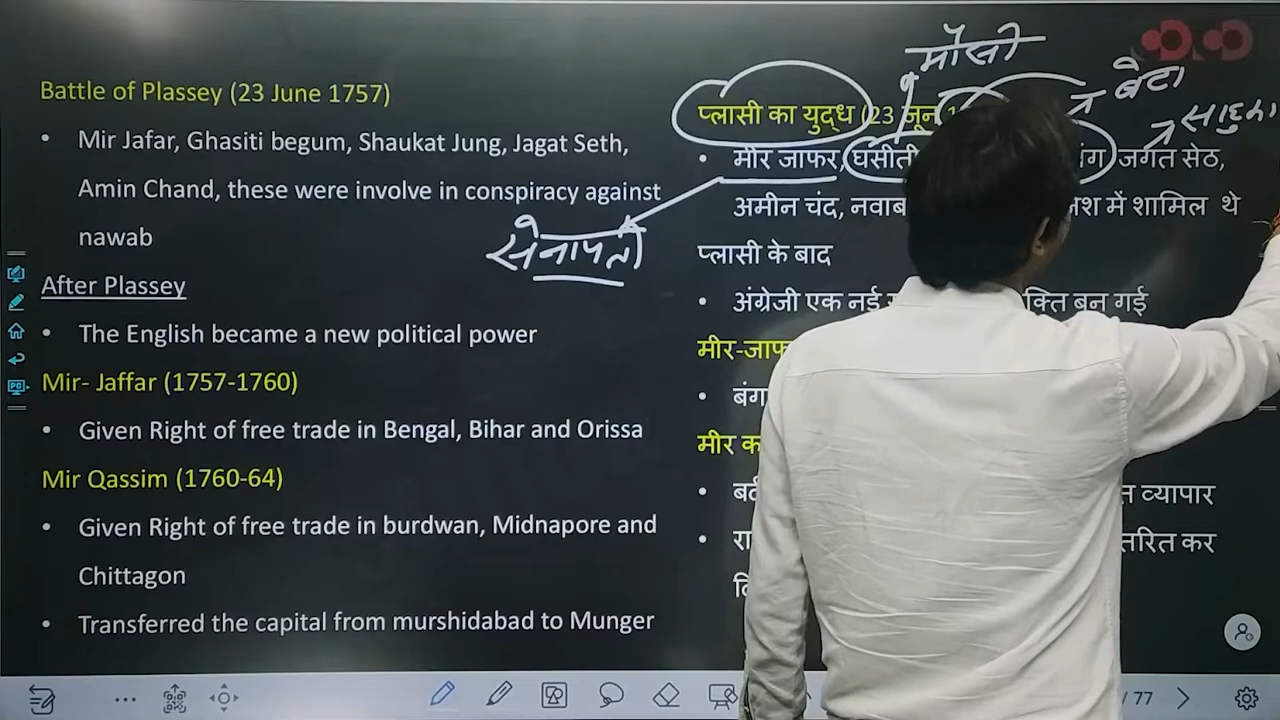 Battle of Plassey (23 June 1757)
• Mir Jafar, Ghasiti begum, Shaukat Jung, Jagat Seth,
Amin Chand, these were involve in conspiracy against
nawab
After Plassey
• The English became a new political power
Mir- Jaffar (1757-1760)
• Given Right of free trade in Bengal, Bihar and Orissa
Mir Qassim (1760-64)
• Given Right of free trade in burdwan, Midnapore and
Chittagon
• Transferred the capital from murshidabad to Munger
सेनापती
मौसी
बेटा
प्लासी का युद्ध (23 जून
• मीर जाफर, घसीती जगत सेठ,
अमीन चंद, में शामिल थे
प्लासी के बाद
• अंग्रेजी एक नई बन गई
मीर-जाफ
•
मीर
• व्यापार
• कर
/ 77